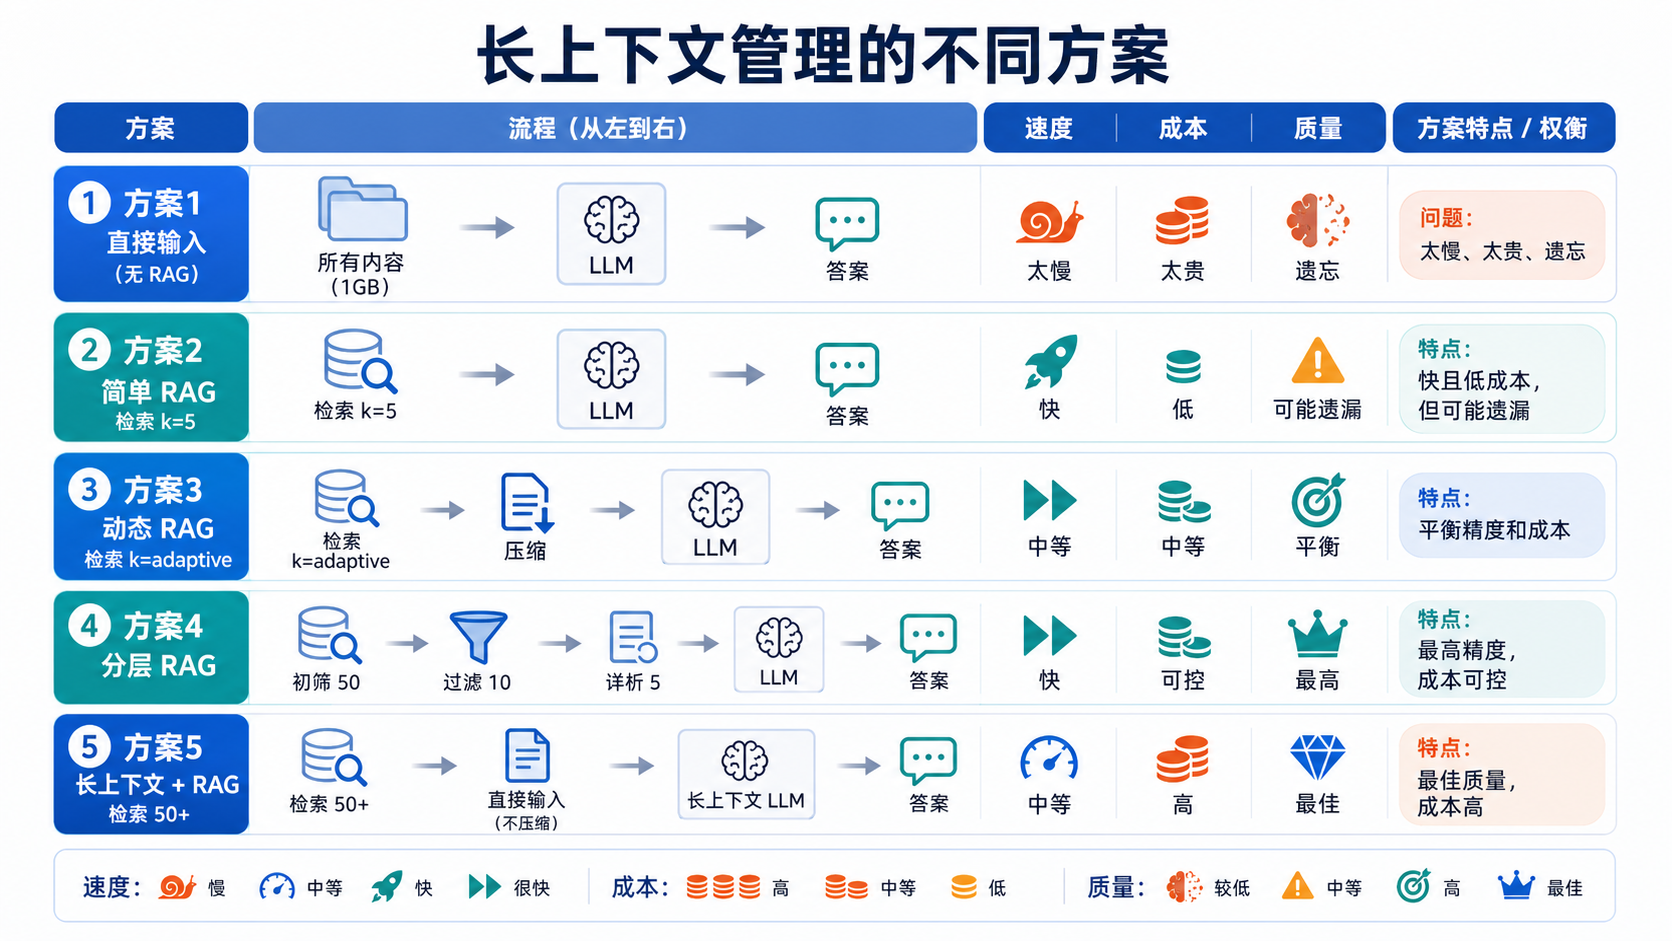 长上下文管理的不同方案
方案
流程（从左到右）
速度
成本
质量
方案特点 / 权衡
1
方案1
直接输入
（无 RAG）
所有内容
（1GB）
LLM
答案
太慢
太贵
遗忘
问题：
太慢、太贵、遗忘
2
方案2
简单 RAG
检索 k=5
检索 k=5
LLM
答案
快
低
可能遗漏
特点：
快且低成本，
但可能遗漏
3
方案3
动态 RAG
检索 k=adaptive
检索
k=adaptive
压缩
LLM
答案
中等
中等
平衡
特点：
平衡精度和成本
4
方案4
分层 RAG
初筛 50
过滤 10
详析 5
LLM
答案
快
可控
最高
特点：
最高精度，
成本可控
5
方案5
长上下文 + RAG
检索 50+
检索 50+
直接输入
（不压缩）
长上下文 LLM
答案
中等
高
最佳
特点：
最佳质量，
成本高
速度：
慢
中等
快
很快
成本：
高
中等
低
质量：
较低
中等
高
最佳